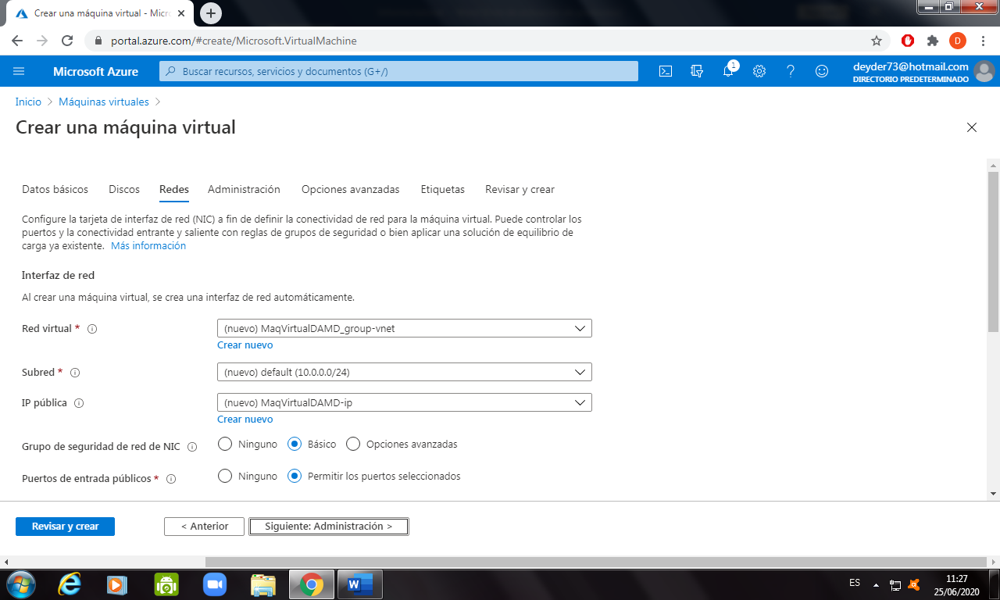 Crear una máquina virtual - Micro
portal.azure.com/#create/Microsoft.VirtualMachine
D
Microsoft Azure
Buscar recursos, servicios y documentos (G+/)
1
deyder73@hotmail.com
DIRECTORIO PREDETERMINADO
Inicio > Máquinas virtuales >
Crear una máquina virtual
Datos básicos Discos Redes Administración Opciones avanzadas Etiquetas Revisar y crear
Configure la tarjeta de interfaz de red (NIC) a fin de definir la conectividad de red para la máquina virtual. Puede controlar los
puertos y la conectividad entrante y saliente con reglas de grupos de seguridad o bien aplicar una solución de equilibrio de
carga ya existente. Más información
Interfaz de red
Al crear una máquina virtual, se crea una interfaz de red automáticamente.
Red virtual * (nuevo) MaqVirtualDAMD_group-vnet
Crear nuevo
Subred * (nuevo) default (10.0.0.0/24)
IP pública (nuevo) MaqVirtualDAMD-ip
Crear nuevo
Grupo de seguridad de red de NIC Ninguno Básico Opciones avanzadas
Puertos de entrada públicos * Ninguno Permitir los puertos seleccionados
Revisar y crear < Anterior Siguiente: Administración >
ES
11:27
25/06/2020